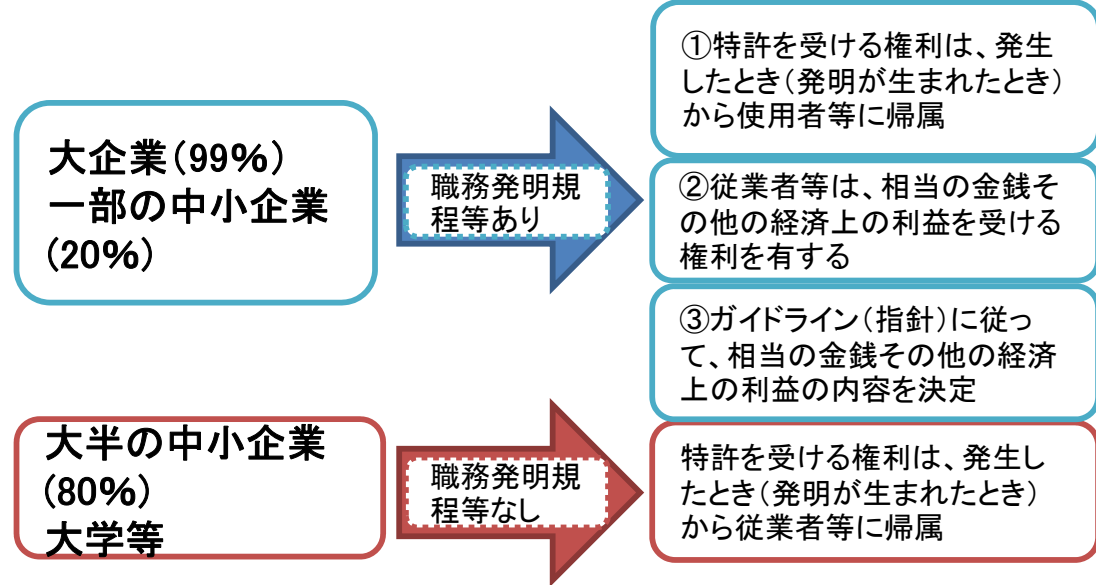 大企業(99%)
一部の中小企業
(20%)
職務発明規
程等あり
①特許を受ける権利は、発生
したとき(発明が生まれたとき)
から使用者等に帰属
②従業者等は、相当の金銭そ
の他の経済上の利益を受ける
権利を有する
③ガイドライン(指針)に従っ
て、相当の金銭その他の経済
上の利益の内容を決定
大半の中小企業
(80%)
大学等
職務発明規
程等なし
特許を受ける権利は、発生し
たとき(発明が生まれたとき)
から従業者等に帰属